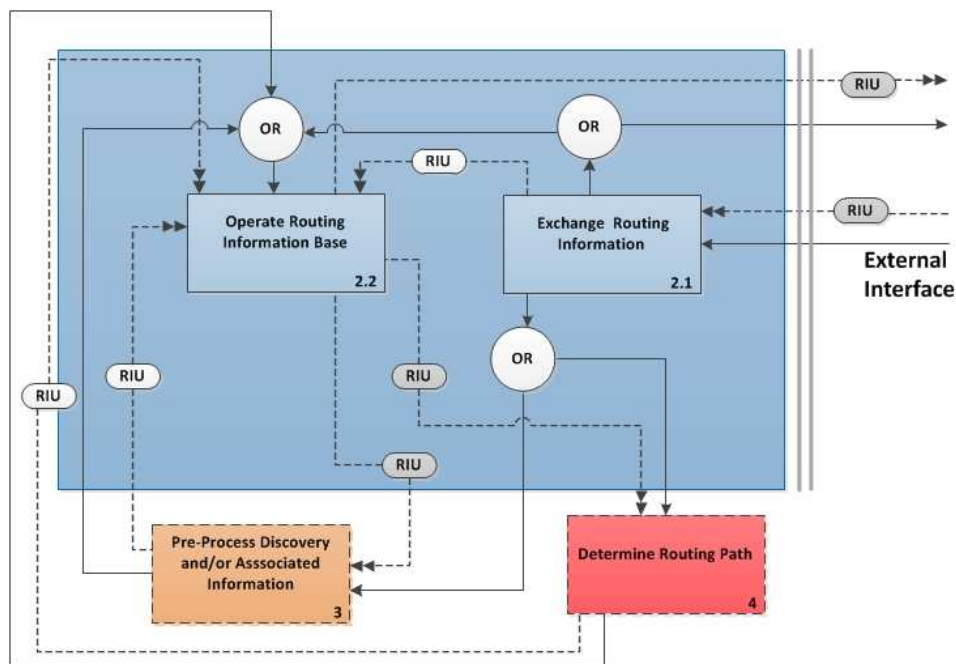 RIU
OR
OR
RIU
RIU
Operate Routing
Information Base
2.2
Exchange Routing
Information
2.1
External
Interface
OR
RIU
RIU
RIU
RIU
Pre-Process Discovery
and/or Asssociated
Information
3
Determine Routing Path
4